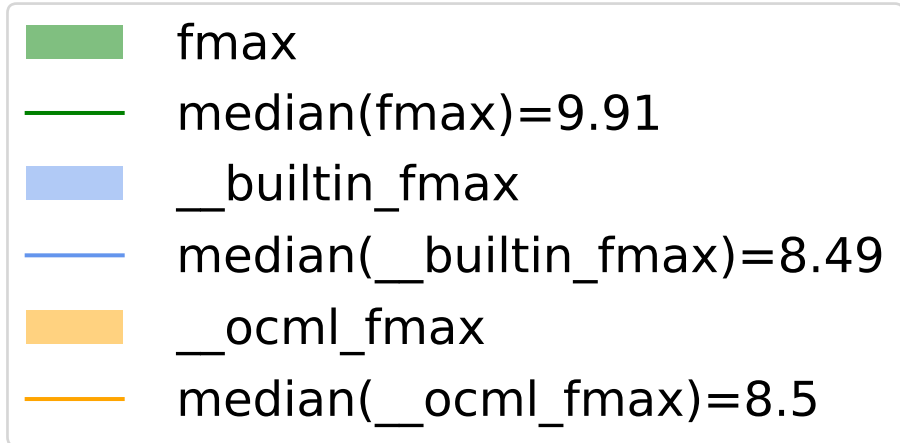 fmax
median(fmax)=9.91
__builtin_fmax
median(__builtin_fmax)=8.49
__ocml_fmax
median(__ocml_fmax)=8.5